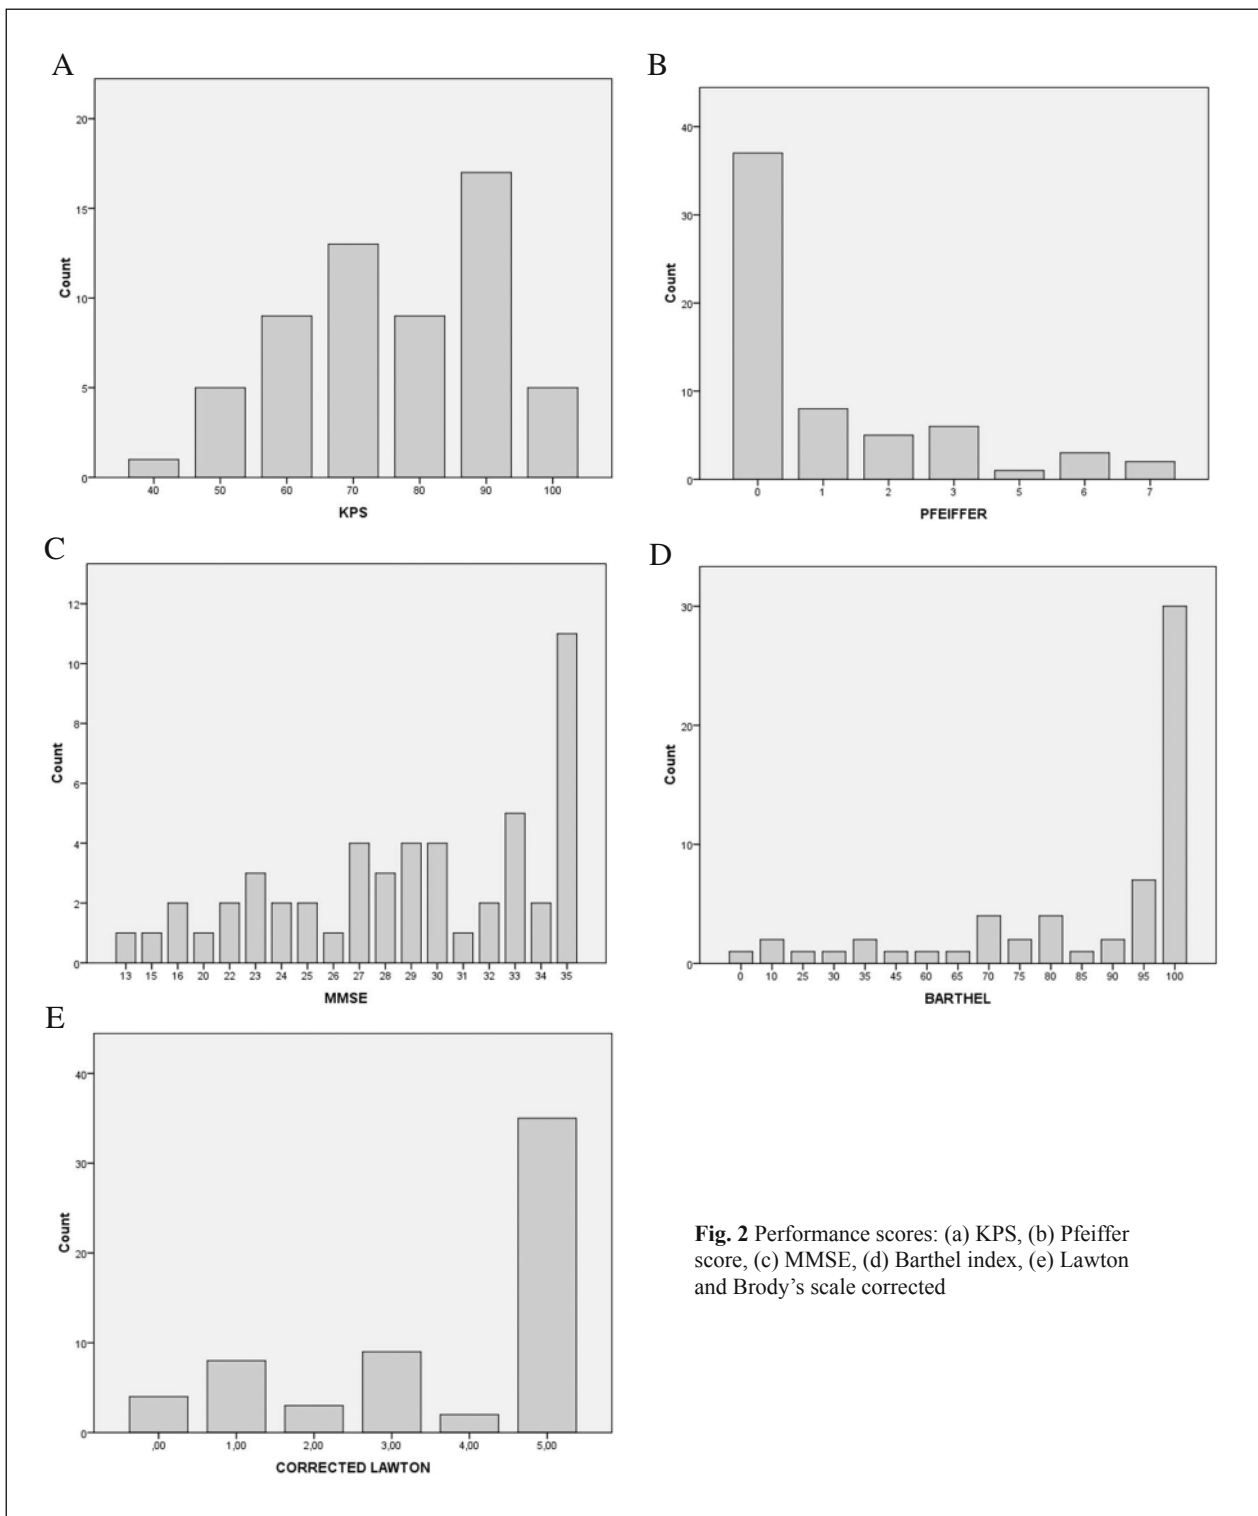 A
20
15
10
5
0
Count
40 50 60 70 80 90 100
KPS
B
40
30
20
10
0
Count
0 1 2 3 5 6 7
PFEIFFER
C
12
10
8
6
4
2
0
Count
13 15 16 20 22 23 24 25 26 27 28 29 30 31 32 33 34 35
MMSE
D
30
20
10
0
Count
0 10 25 30 35 45 60 65 70 75 80 85 90 95 100
BARTHEL
E
40
30
20
10
0
Count
,00 1,00 2,00 3,00 4,00 5,00
CORRECTED LAWTON
Fig. 2 Performance scores: (a) KPS, (b) Pfeiffer
score, (c) MMSE, (d) Barthel index, (e) Lawton
and Brody’s scale corrected